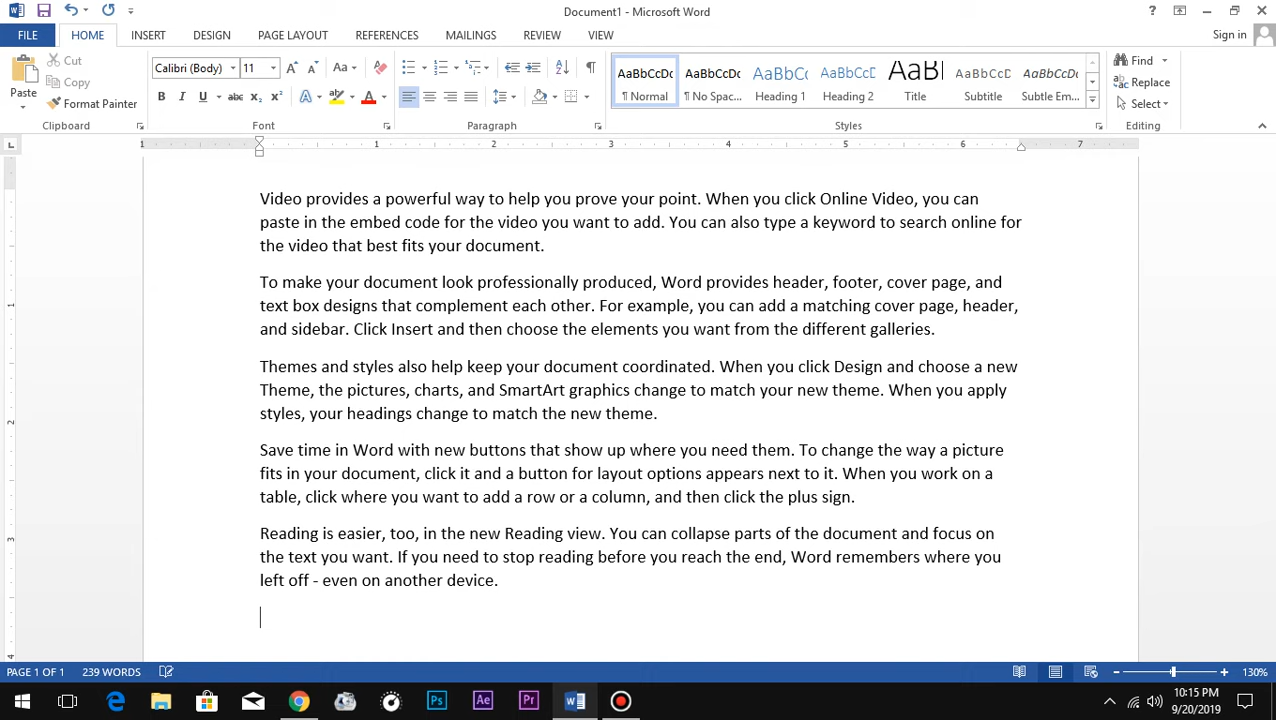 Document1 - Microsoft Word
FILE HOME INSERT DESIGN PAGE LAYOUT REFERENCES MAILINGS REVIEW VIEW Sign in
Cut
Copy
Format Painter
Paste
Clipboard
Calibri (Body) 11
Font
Paragraph
AaBbCcDc AaBbCcDc AaBbCc AaBbCcD AaBl AaBbCcD AaBbCcDc
¶ Normal ¶ No Spac... Heading 1 Heading 2 Title Subtitle Subtle Em...
Styles
Find
Replace
Select
Editing
1 1 2 3 4 5 6 7
Video provides a powerful way to help you prove your point. When you click Online Video, you can
paste in the embed code for the video you want to add. You can also type a keyword to search online for
the video that best fits your document.
To make your document look professionally produced, Word provides header, footer, cover page, and
text box designs that complement each other. For example, you can add a matching cover page, header,
and sidebar. Click Insert and then choose the elements you want from the different galleries.
Themes and styles also help keep your document coordinated. When you click Design and choose a new
Theme, the pictures, charts, and SmartArt graphics change to match your new theme. When you apply
styles, your headings change to match the new theme.
Save time in Word with new buttons that show up where you need them. To change the way a picture
fits in your document, click it and a button for layout options appears next to it. When you work on a
table, click where you want to add a row or a column, and then click the plus sign.
Reading is easier, too, in the new Reading view. You can collapse parts of the document and focus on
the text you want. If you need to stop reading before you reach the end, Word remembers where you
left off - even on another device.
PAGE 1 OF 1 239 WORDS 130%
10:15 PM
9/20/2019